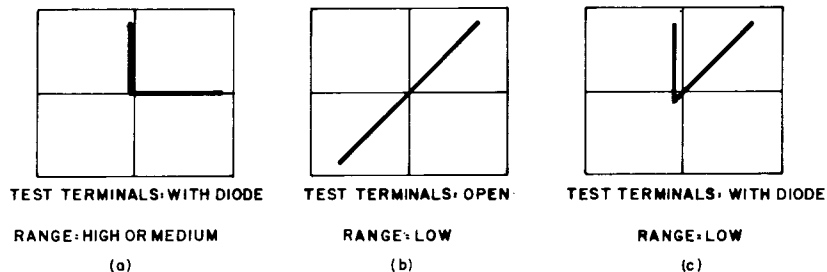 TEST TERMINALS: WITH DIODE
RANGE: HIGH OR MEDIUM
(a)
TEST TERMINALS: OPEN
RANGE: LOW
(b)
TEST TERMINALS: WITH DIODE
RANGE: LOW
(c)